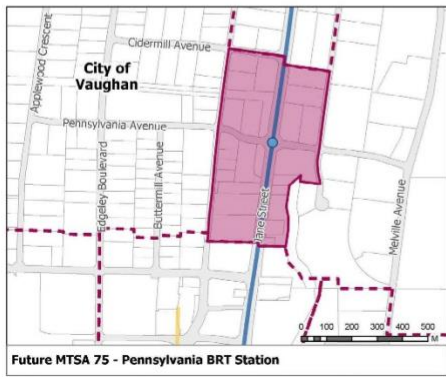 Cidermill Avenue
City of
Vaughan
Applewood Crescent
Pennsylvania Avenue
Edgeley Boulevard
Buttermill Avenue
Jane Street
Melville Avenue
0 100 200 300 400 500
M
Future MTSA 75 - Pennsylvania BRT Station